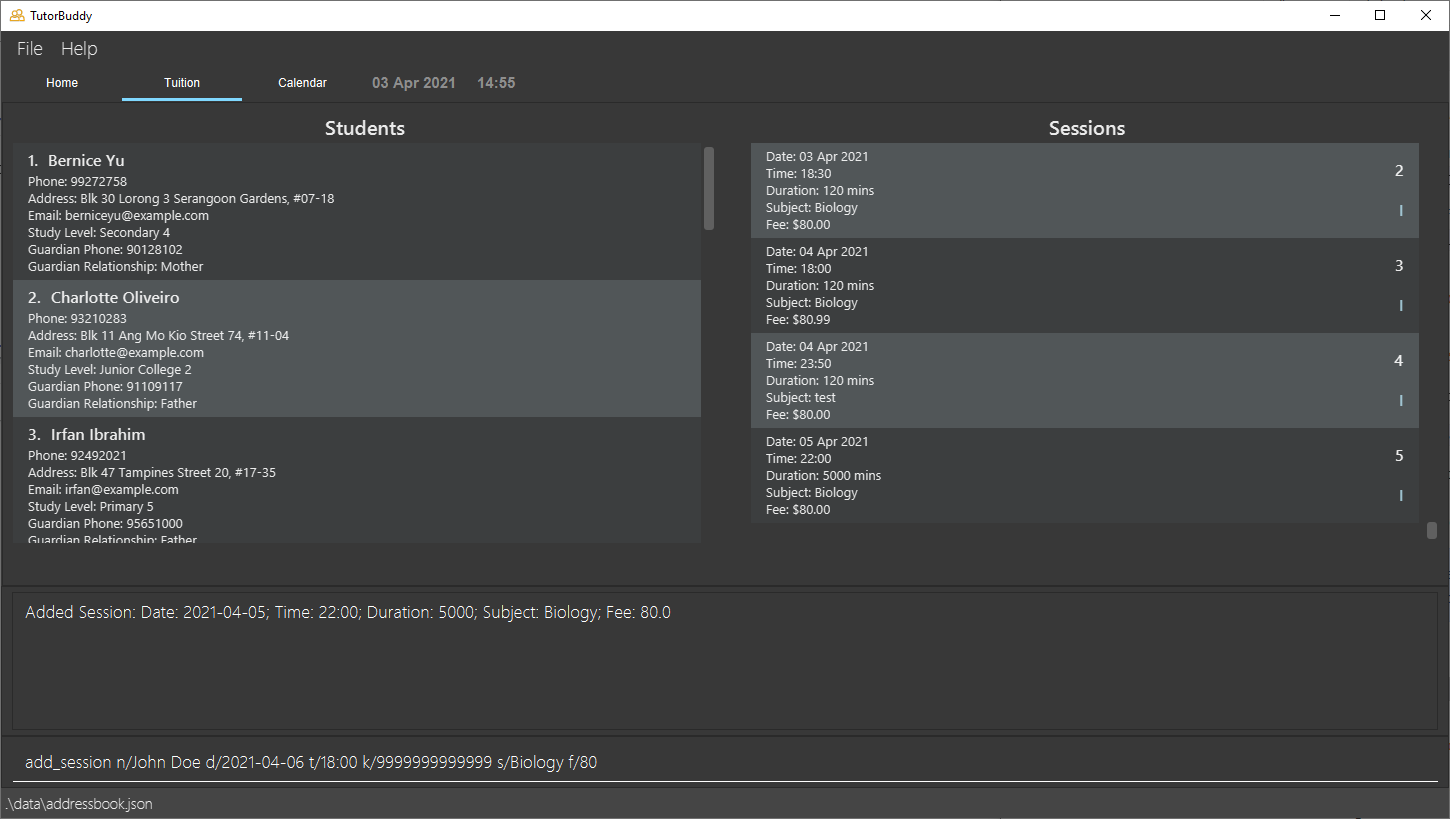 TutorBuddy
File Help
Home Tuition Calendar 03 Apr 2021 14:55
Students
1. Bernice Yu
Phone: 99272758
Address: Blk 30 Lorong 3 Serangoon Gardens, #07-18
Email: berniceyu@example.com
Study Level: Secondary 4
Guardian Phone: 90128102
Guardian Relationship: Mother
2. Charlotte Oliveiro
Phone: 93210283
Address: Blk 11 Ang Mo Kio Street 74, #11-04
Email: charlotte@example.com
Study Level: Junior College 2
Guardian Phone: 91109117
Guardian Relationship: Father
3. Irfan Ibrahim
Phone: 92492021
Address: Blk 47 Tampines Street 20, #17-35
Email: irfan@example.com
Study Level: Primary 5
Guardian Phone: 95651000
Guardian Relationship: Father
Sessions
Date: 03 Apr 2021
2
Time: 18:30
Duration: 120 mins
Subject: Biology
I
Fee: $80.00
Date: 04 Apr 2021
3
Time: 18:00
Duration: 120 mins
Subject: Biology
I
Fee: $80.99
Date: 04 Apr 2021
4
Time: 23:50
Duration: 120 mins
Subject: test
I
Fee: $80.00
Date: 05 Apr 2021
5
Time: 22:00
Duration: 5000 mins
Subject: Biology
I
Fee: $80.00
Added Session: Date: 2021-04-05; Time: 22:00; Duration: 5000; Subject: Biology; Fee: 80.0
add_session n/John Doe d/2021-04-06 t/18:00 k/9999999999999 s/Biology f/80
.\data\addressbook.json